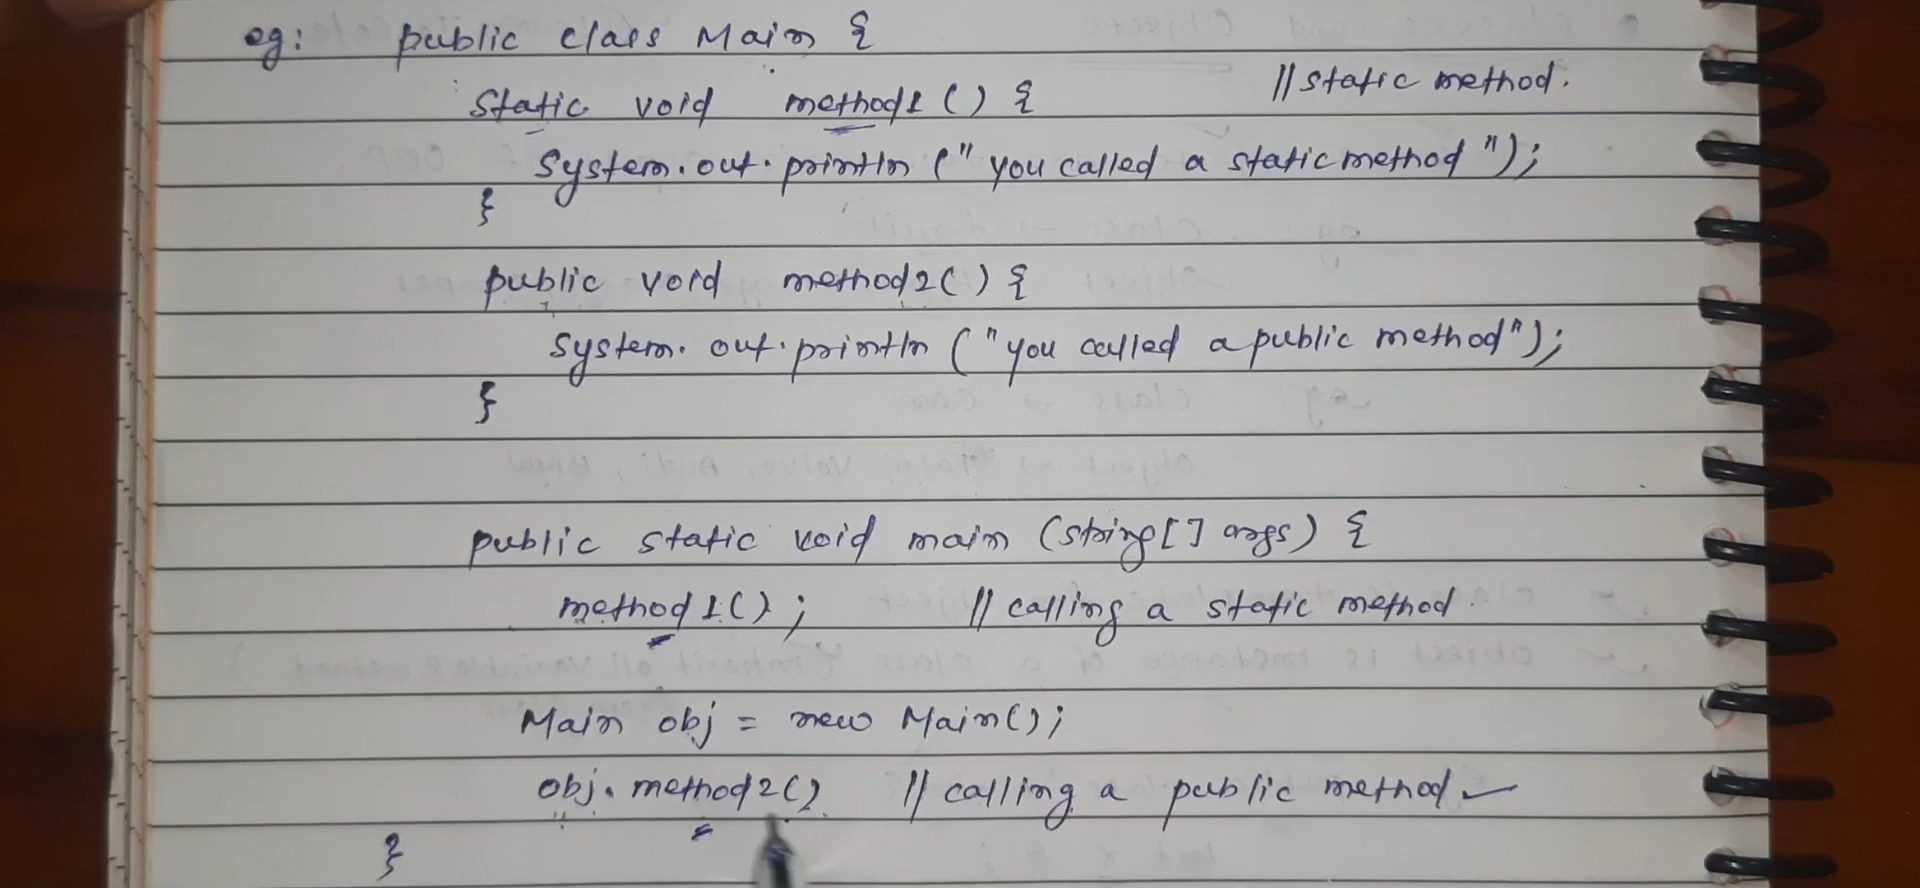 eg: public class Main {
static void method1 () { // static method.
System.out.println (" you called a static method ");
}
public void method2() {
System.out.println ("you called a public method");
}
public static void main (string[] args) {
method1(); // calling a static method.
Main obj = new Main();
obj.method2() // calling a public method
}